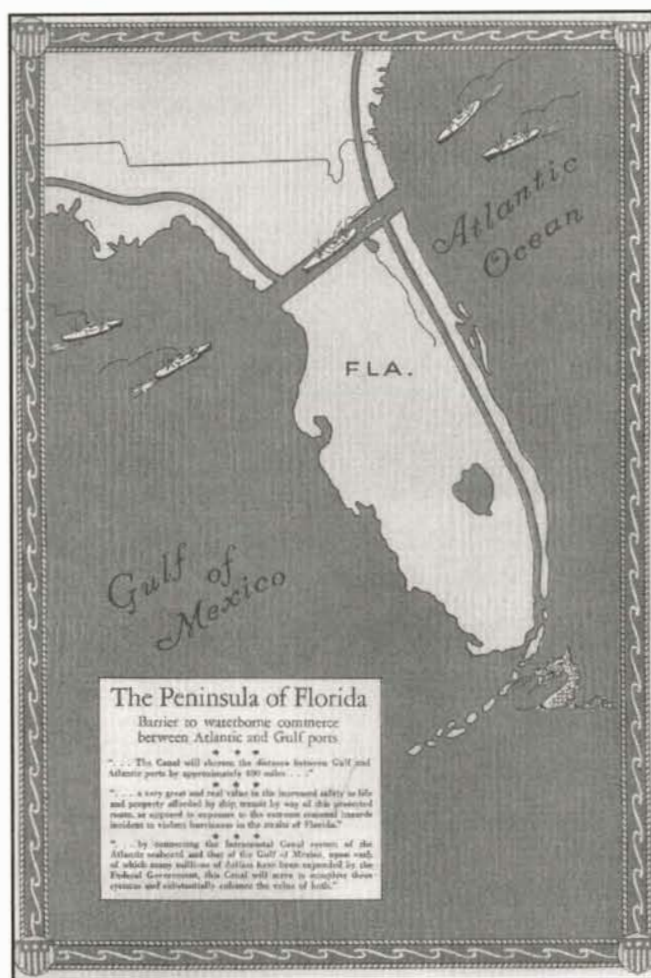 Atlantic
Ocean
FLA.
Gulf of
Mexico
The Peninsula of Florida
Barrier to waterborne commerce
between Atlantic and Gulf ports
* * *
". . . The Canal will shorten the distance between Gulf and
Atlantic ports by approximately 400 miles . . ."
* * *
". . . a very great and real value in the increased safety to life
and property afforded by ship transit by way of this protected
route, as opposed to exposure to the extreme seasonal hazards
incident to violent hurricanes in the straits of Florida."
* * *
". . . by connecting the Intracoastal Canal system of the
Atlantic seaboard and that of the Gulf of Mexico, upon each
of which many millions of dollars have been expended by the
Federal Government, this Canal will serve to complete these
systems and substantially enhance the value of both."